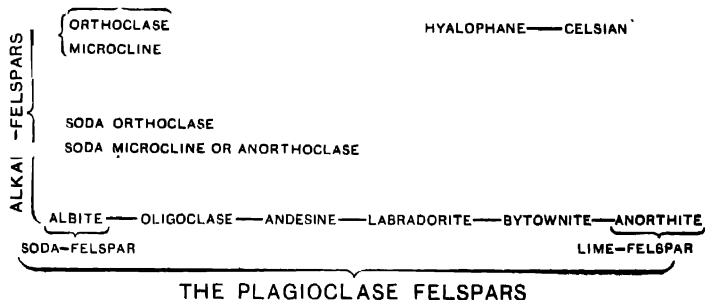 ORTHOCLASE HYALOPHANE — CELSIAN
MICROCLINE
ALKAI - FELSPARS
SODA ORTHOCLASE
SODA MICROCLINE OR ANORTHOCLASE
ALBITE — OLIGOCLASE — ANDESINE — LABRADORITE — BYTOWNITE — ANORTHITE
SODA-FELSPAR LIME-FELSPAR
THE PLAGIOCLASE FELSPARS